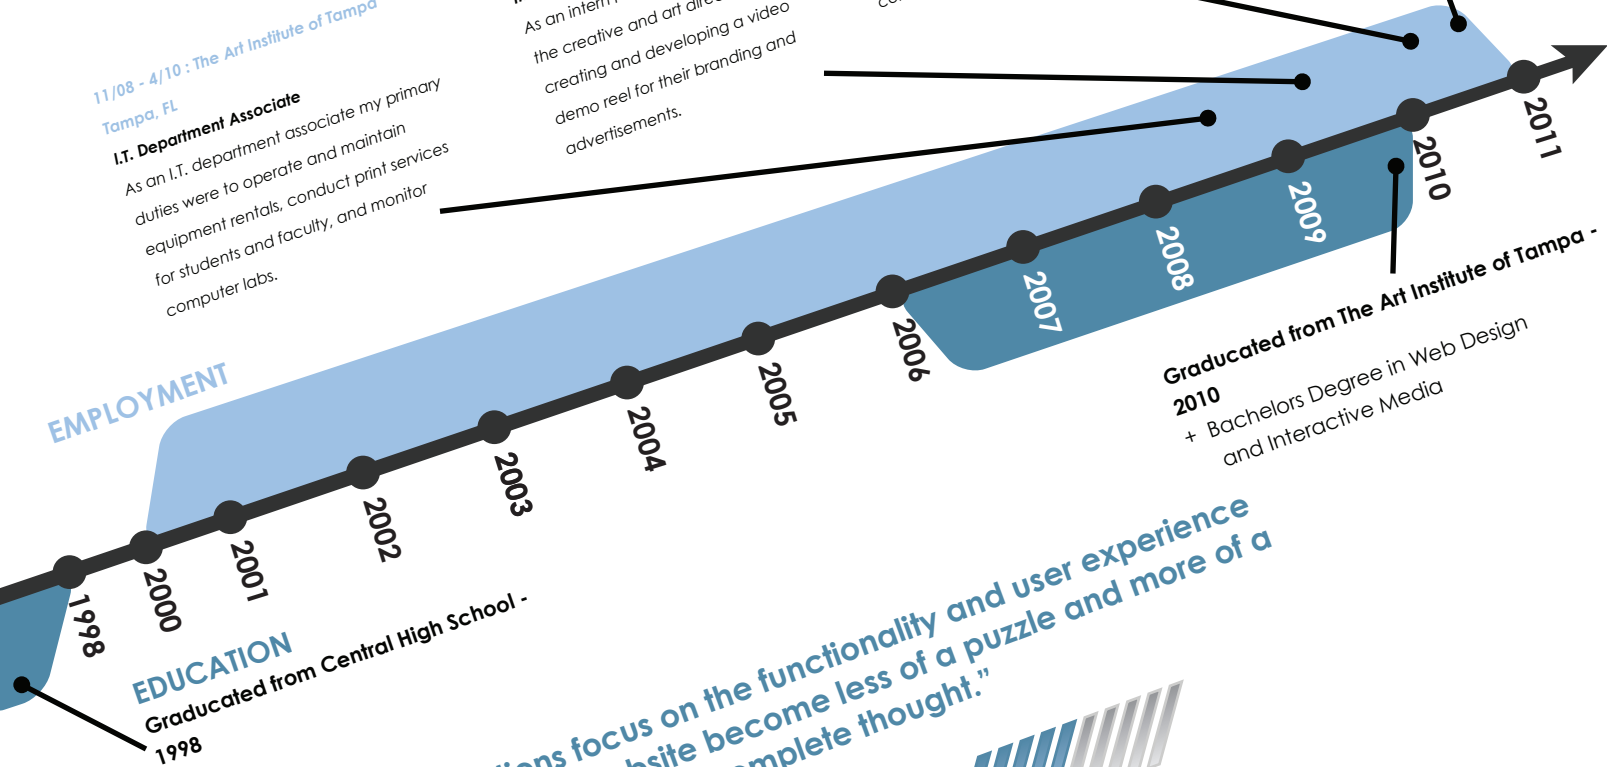 11/08 - 4/10 : The Art Institute of Tampa
Tampa, FL
I.T. Department Associate
As an I.T. department associate my primary
duties were to operate and maintain
equipment rentals, conduct print services
for students and faculty, and monitor
computer labs.
As an intern
the creative and art
creating and developing a video
demo reel for their branding and
advertisements.
EMPLOYMENT
1998
2000
2001
2002
2003
2004
2005
2006
2007
2008
2009
2010
2011
EDUCATION
Graducated from Central High School -
1998
Graducated from The Art Institute of Tampa -
2010
+ Bachelors Degree in Web Design
and Interactive Media
focus on the functionality and user experience
become less of a puzzle and more of a
thought.”